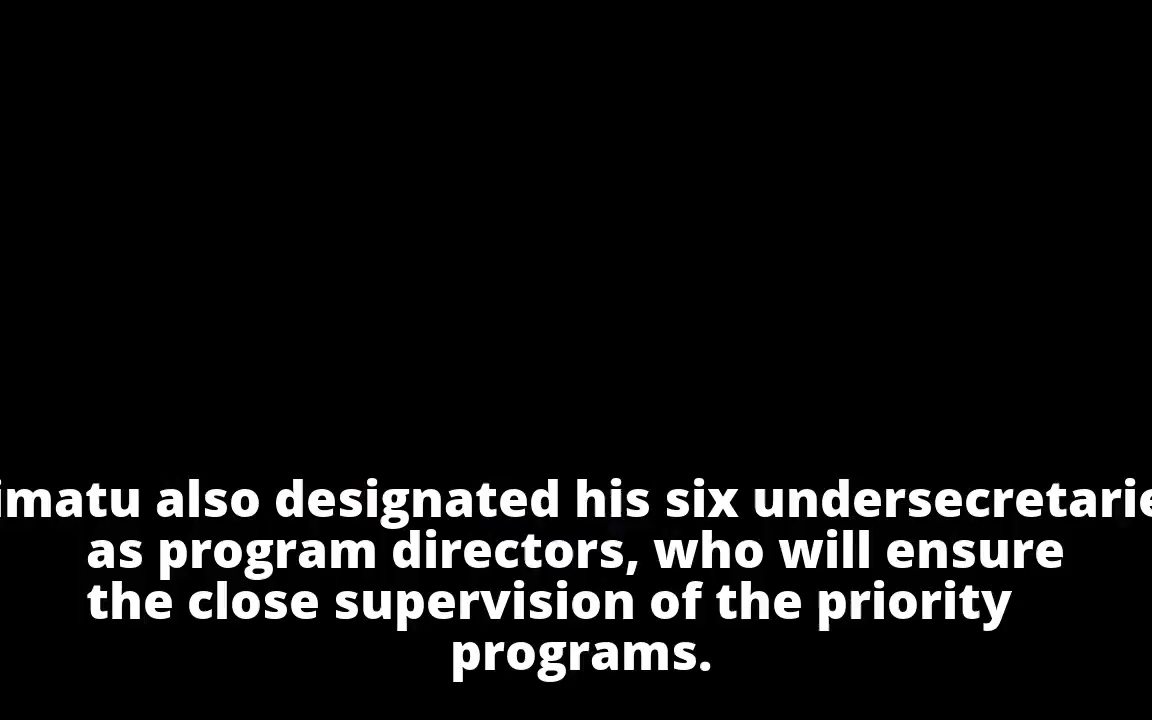 imatu also designated his six undersecretarie
as program directors, who will ensure
the close supervision of the priority
programs.